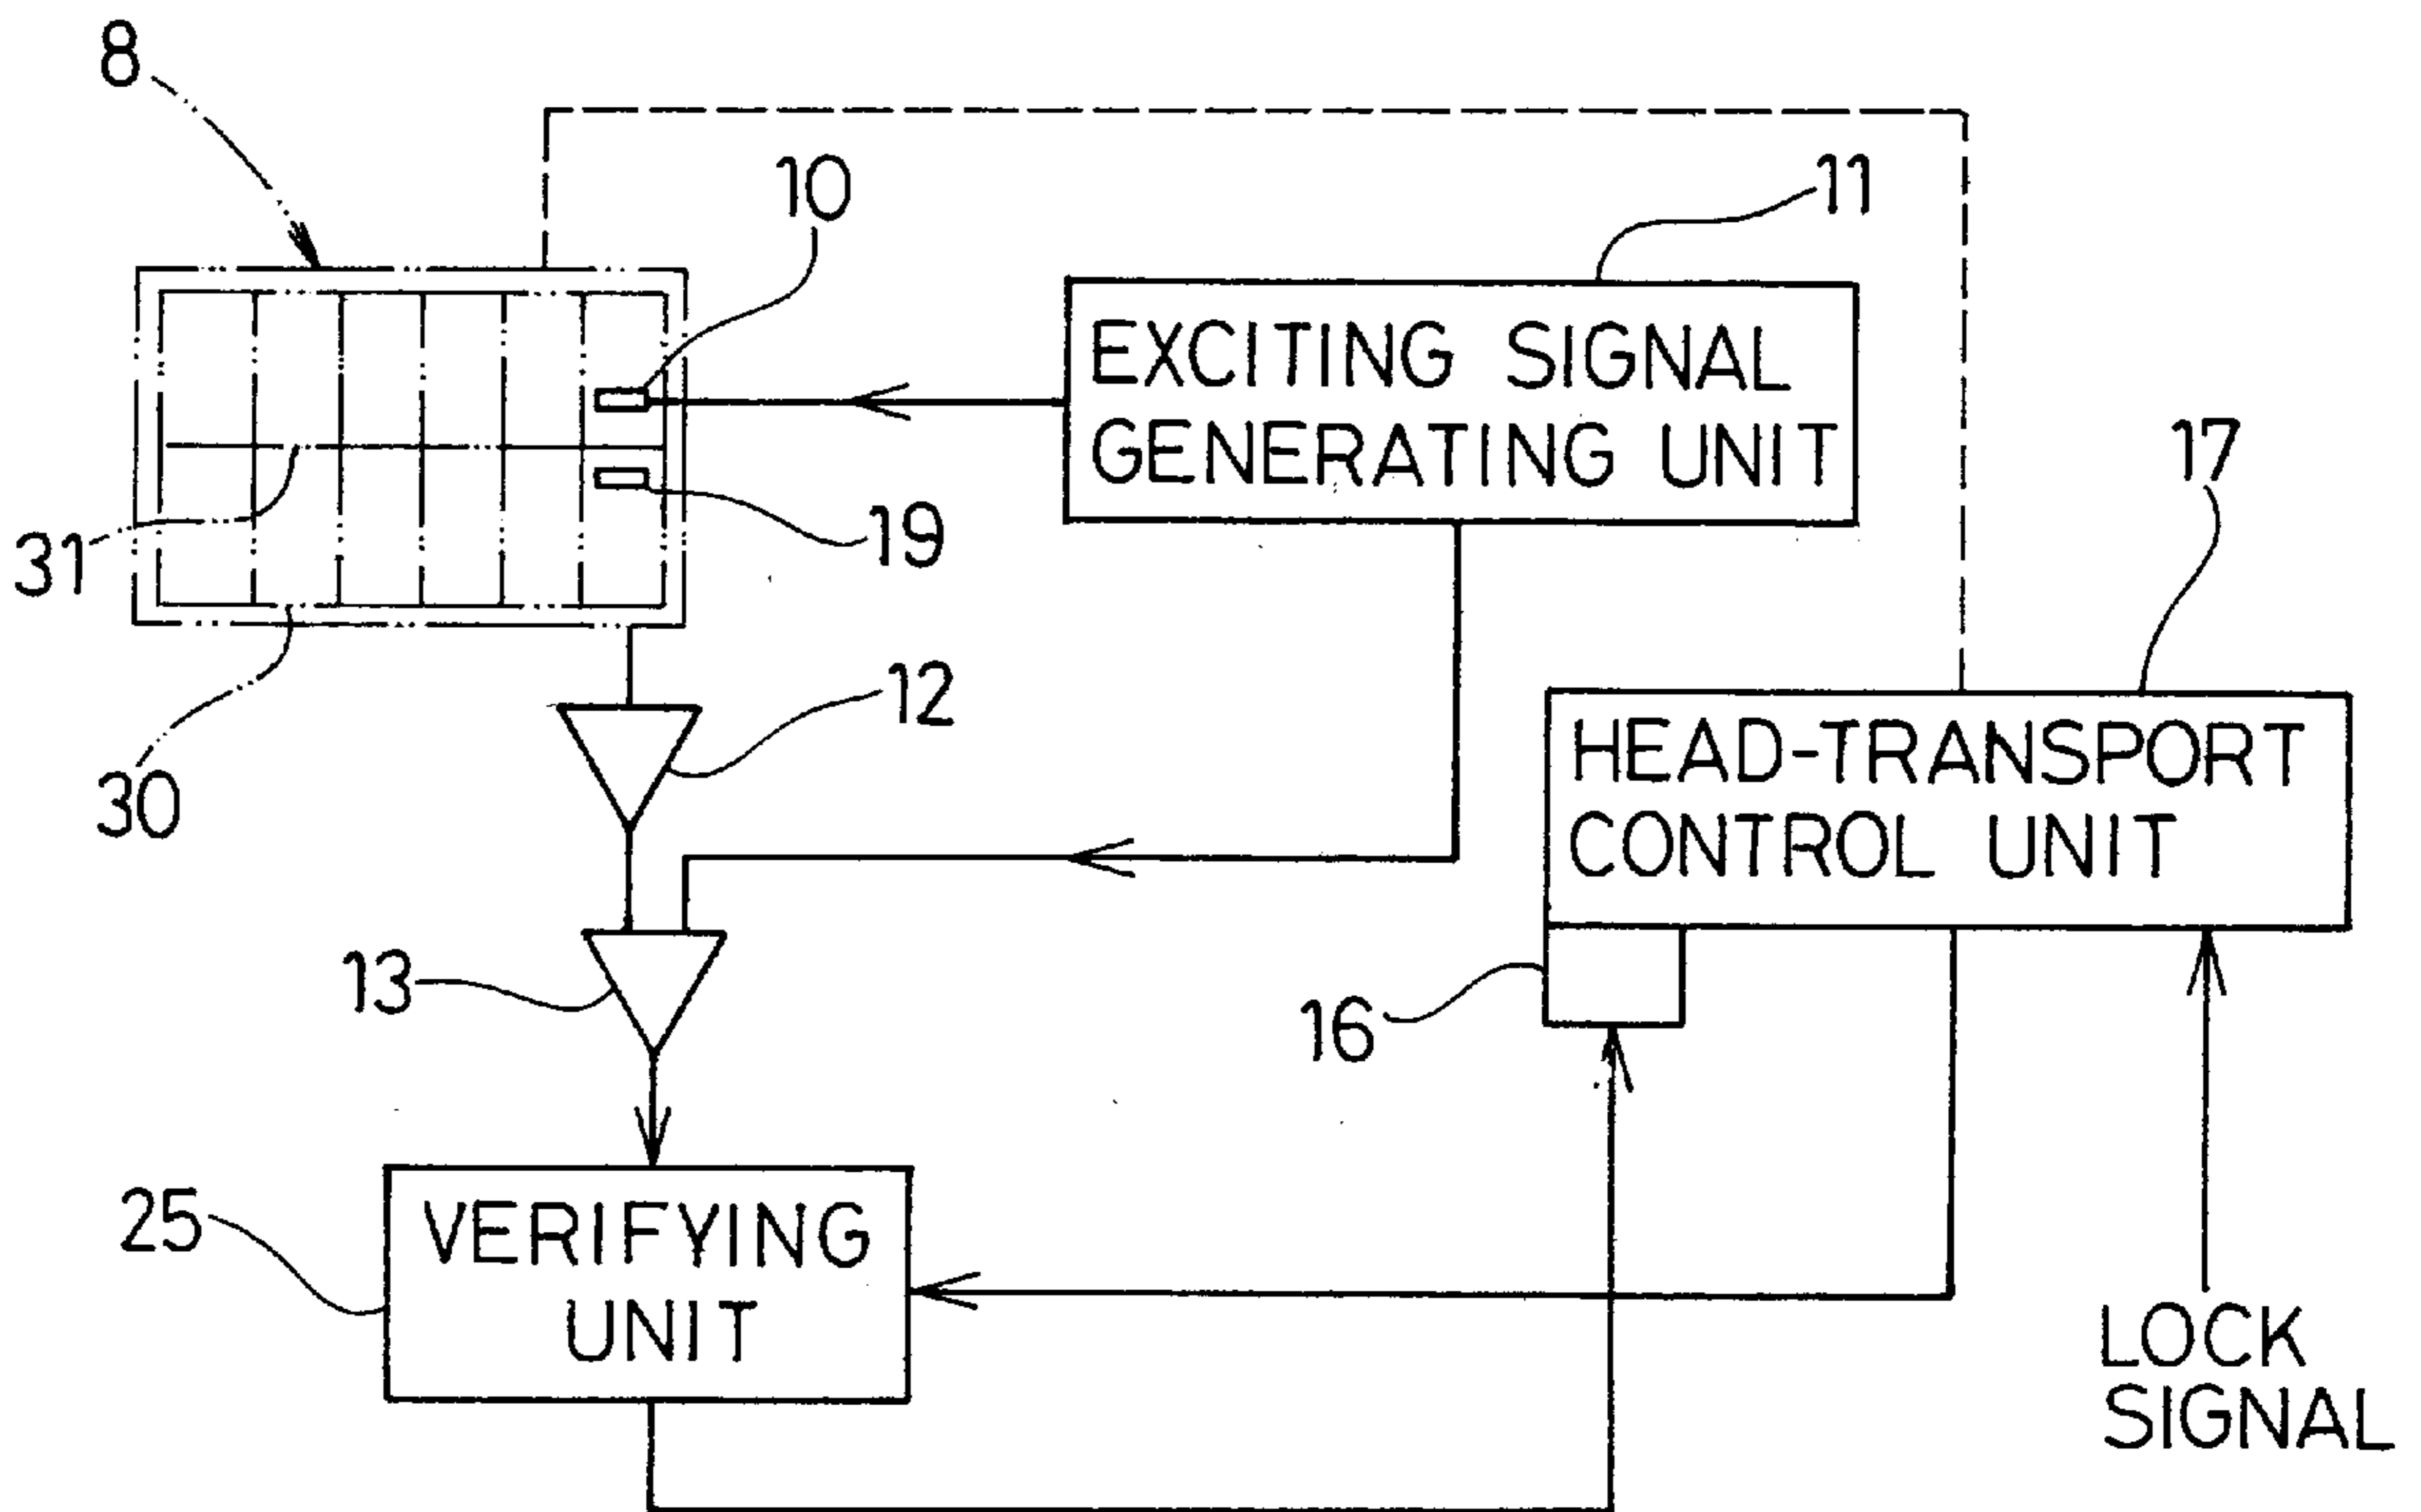 8
10
11
EXCITING SIGNAL
GENERATING UNIT
17
31
19
12
30
HEAD-TRANSPORT
CONTROL UNIT
13
16
25
VERIFYING
UNIT
LOCK
SIGNAL